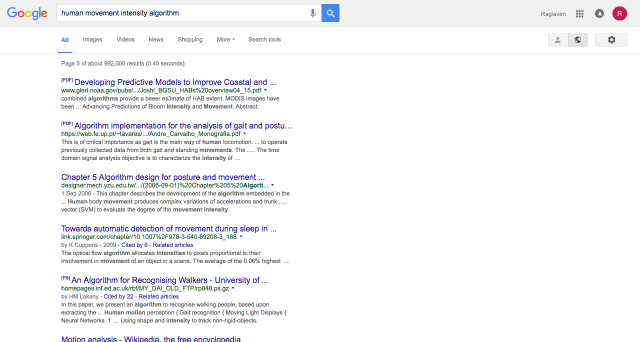 Google
human movement intensity algorithm
Ragiavan
R
All Images Videos News Shopping More Search tools
Page 5 of about 992,000 results (0.40 seconds)
[PDF] Developing Predictive Models to Improve Coastal and ...
www.glerl.noaa.gov/pubs/.../Joshi_BGSU_HABs%20overview04_15.pdf
combined algorithms provide a beeer es3mate of HAB extent. MODIS images have
been ... Advancing Predictions of Bloom Intensity and Movement. Abstract.
[PDF] Algorithm implementation for the analysis of gait and postu...
https://web.fe.up.pt/~tavares/.../Andre_Carvalho_Monografia.pdf
This is of critical importance as gait is the main way of human locomotion. ... to operate
previously collected data from both gait and standing movements. The ..... The time
domain signal analysis objective is to characterize the intensity of ...
Chapter 5 Algorithm design for posture and movement ...
designer.mech.yzu.edu.tw/.../(2006-09-01)%20Chapter%205%20Algorit...
1 Sep 2006 - This chapter describes the development of the algorithm embedded in the
... Human body movement produces complex variations of accelerations and trunk .....
vector (SVM) to evaluate the degree of the movement intensity.
Towards automatic detection of movement during sleep in ...
link.springer.com/chapter/10.1007%2F978-3-540-89208-3_188
by K Cuppens - 2009 - Cited by 6 - Related articles
The optical flow algorithm allocates intensities to pixels proportional to their
involvement in movement of an object in a scene. The average of the 0.06% highest ...
[PS] An Algorithm for Recognising Walkers - University of ...
homepages.inf.ed.ac.uk/rbf/MY_DAI_OLD_FTP/rp848.ps.gz
by HM Lakany - Cited by 22 - Related articles
In this paper, we present an algorithm to recognise walking people, based upon
extracting the ... Human motion perception { Gait recognition { Moving Light Displays {
Neural Networks. 1 .... Using shape and intensity to track non-rigid-objects.
Motion analysis - Wikipedia, the free encyclopedia